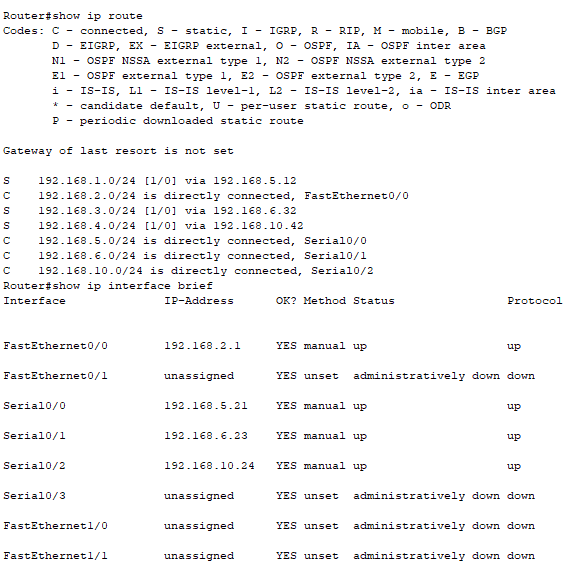 Router#show ip route
Codes: C - connected, S - static, I - IGRP, R - RIP, M - mobile, B - BGP
       D - EIGRP, EX - EIGRP external, O - OSPF, IA - OSPF inter area
       N1 - OSPF NSSA external type 1, N2 - OSPF NSSA external type 2
       E1 - OSPF external type 1, E2 - OSPF external type 2, E - EGP
       i - IS-IS, L1 - IS-IS level-1, L2 - IS-IS level-2, ia - IS-IS inter area
       * - candidate default, U - per-user static route, o - ODR
       P - periodic downloaded static route
Gateway of last resort is not set
S    192.168.1.0/24 [1/0] via 192.168.5.12
C    192.168.2.0/24 is directly connected, FastEthernet0/0
S    192.168.3.0/24 [1/0] via 192.168.6.32
S    192.168.4.0/24 [1/0] via 192.168.10.42
C    192.168.5.0/24 is directly connected, Serial0/0
C    192.168.6.0/24 is directly connected, Serial0/1
C    192.168.10.0/24 is directly connected, Serial0/2
Router#show ip interface brief
Interface              IP-Address      OK? Method Status                Protocol
FastEthernet0/0        192.168.2.1     YES manual up                    up
FastEthernet0/1        unassigned      YES unset  administratively down down
Serial0/0              192.168.5.21    YES manual up                    up
Serial0/1              192.168.6.23    YES manual up                    up
Serial0/2              192.168.10.24   YES manual up                    up
Serial0/3              unassigned      YES unset  administratively down down
FastEthernet1/0        unassigned      YES unset  administratively down down
FastEthernet1/1        unassigned      YES unset  administratively down down